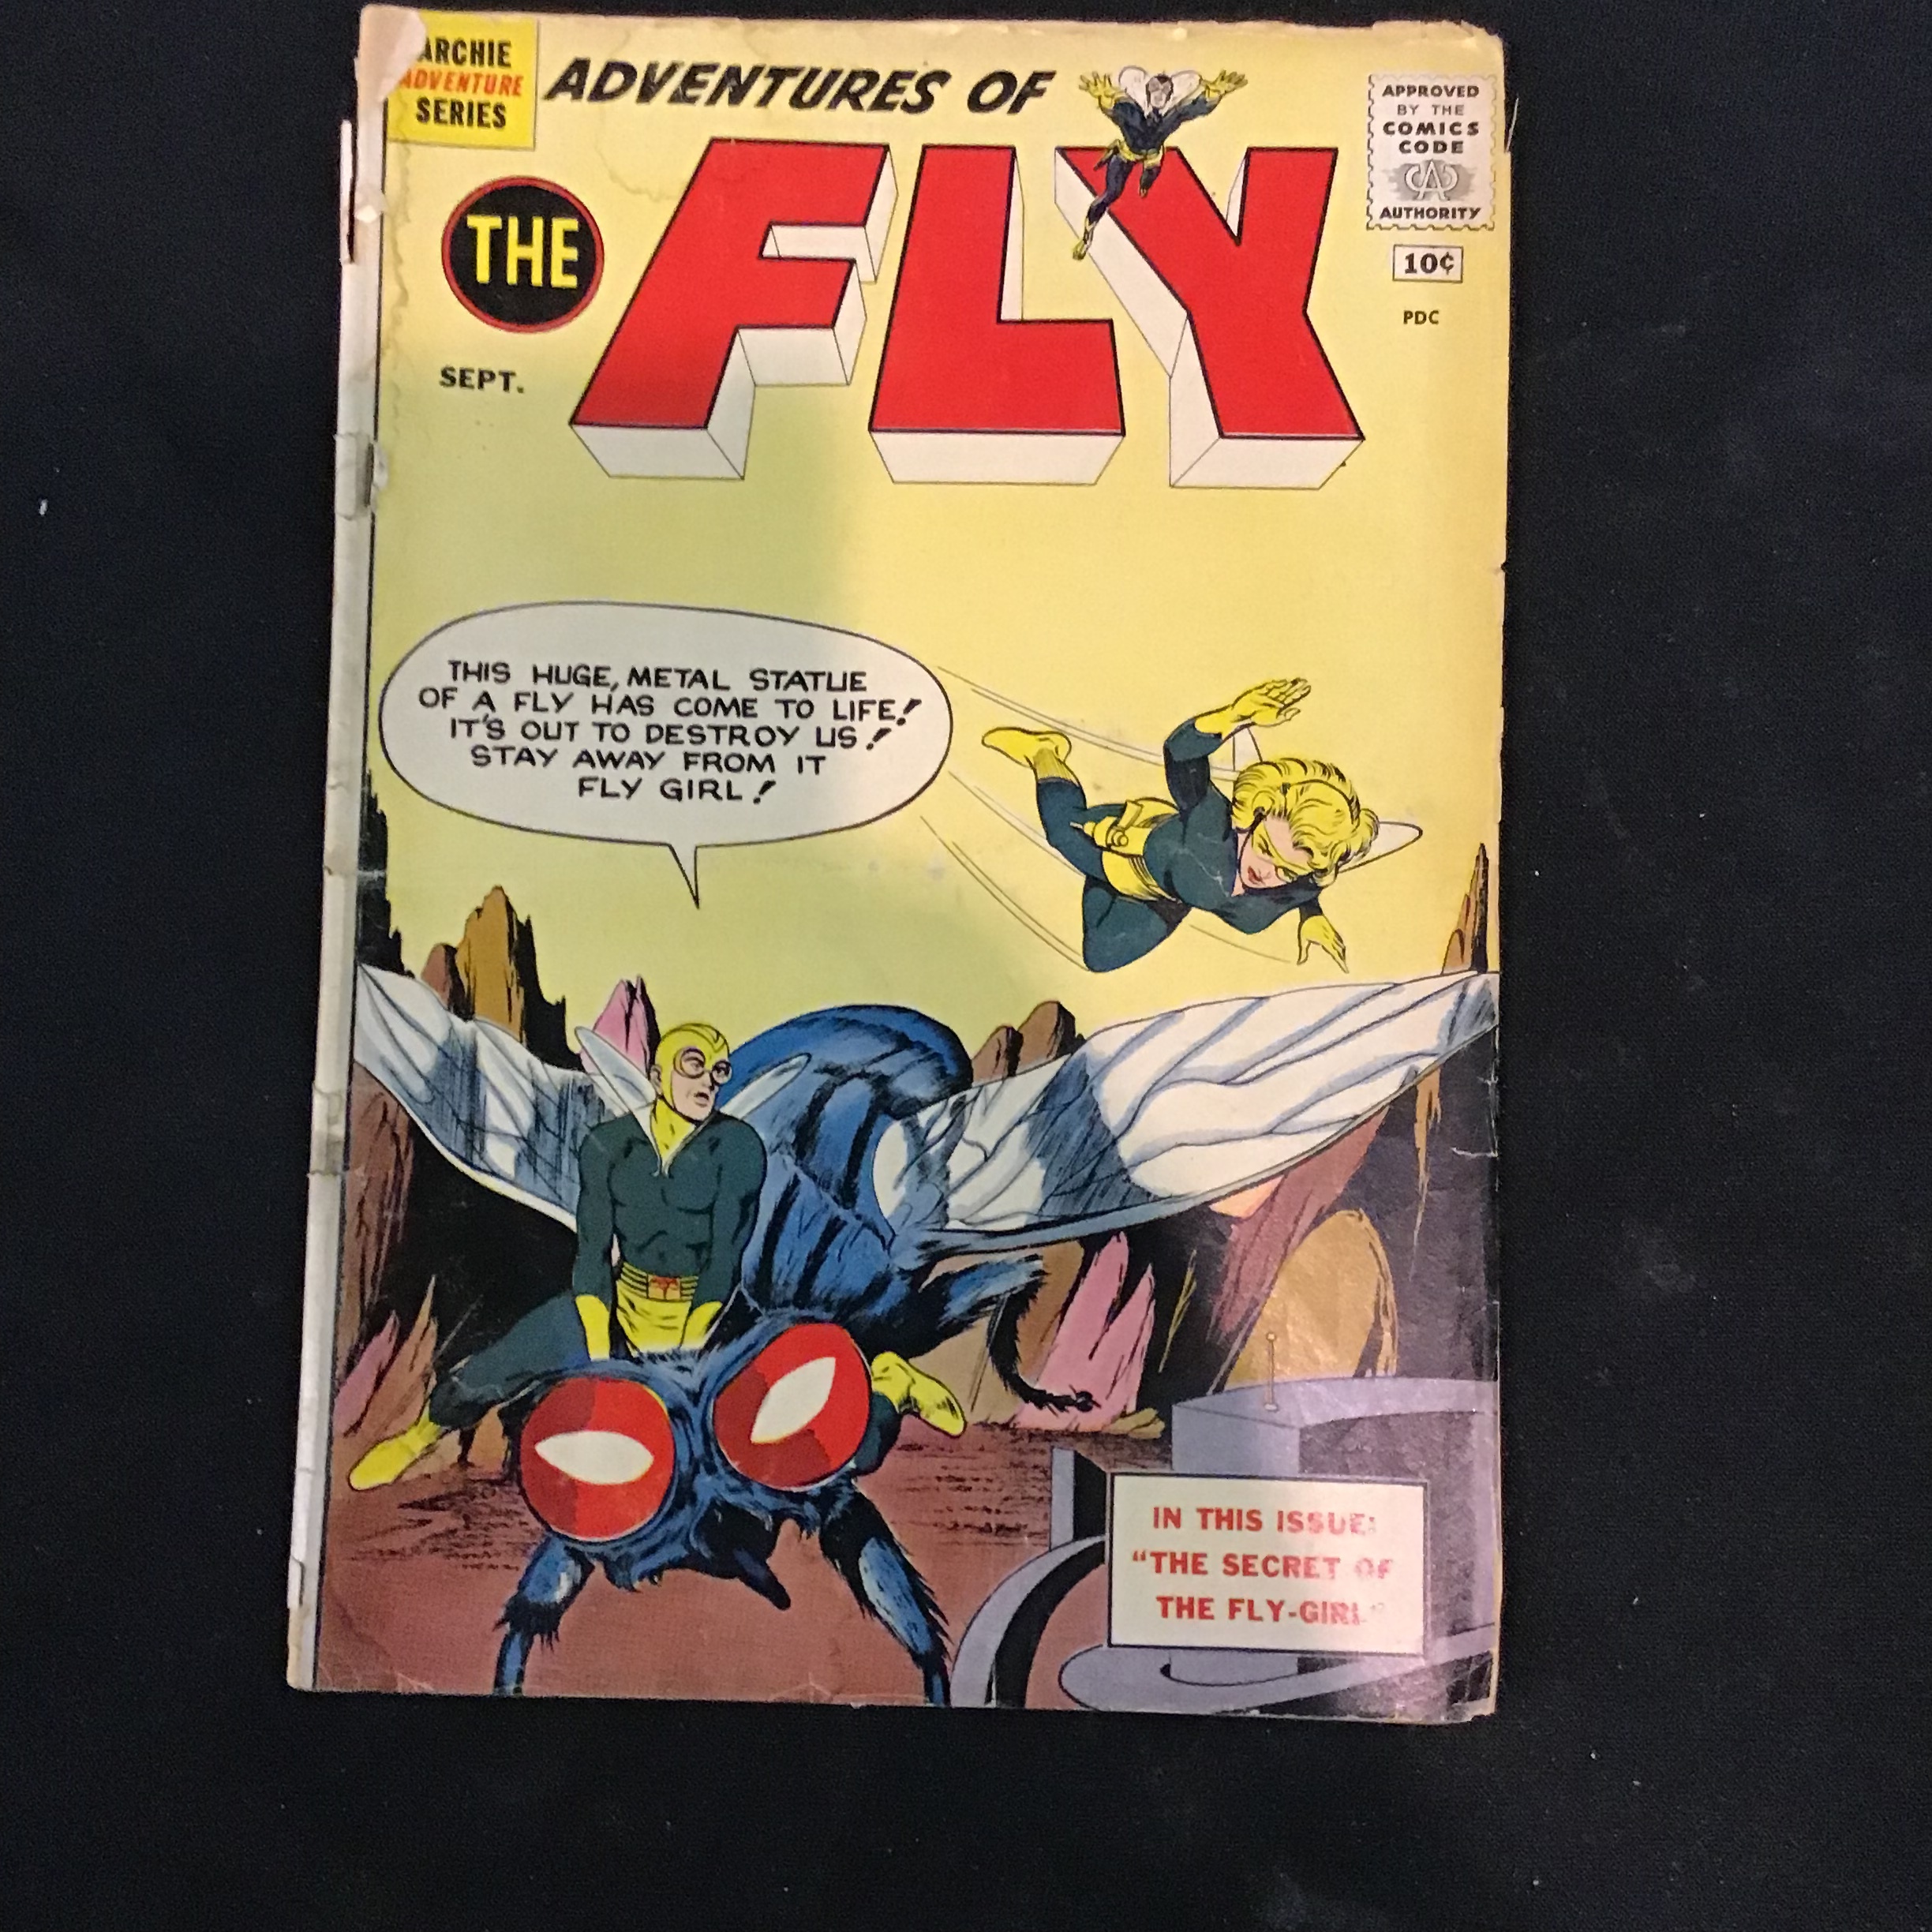 ARCHIE
ADVENTURE
SERIES
ADVENTURES OF
THE
FLY
SEPT.
APPROVED
BY THE
COMICS
CODE
CA
AUTHORITY
10¢
PDC
THIS HUGE, METAL STATUE
OF A FLY HAS COME TO LIFE!
IT'S OUT TO DESTROY US!
STAY AWAY FROM IT
FLY GIRL!
IN THIS ISSUE:
"THE SECRET OF
THE FLY-GIRL"